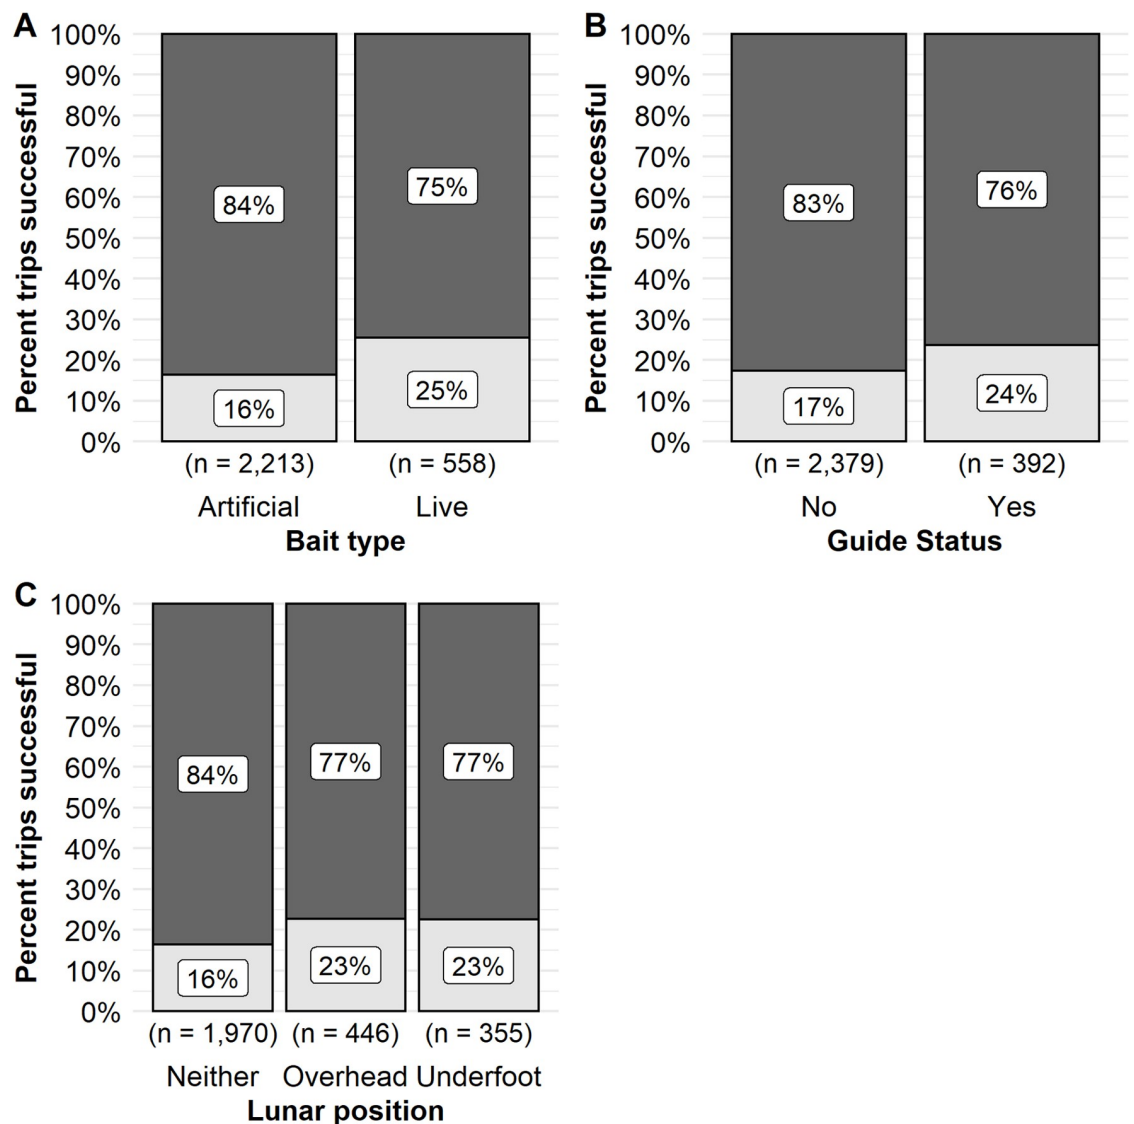 A
B
Percent trips successful
100%
90%
80%
70%
60%
50%
40%
30%
20%
10%
0%
84%
75%
16%
25%
(n = 2,213)
(n = 558)
Artificial
Live
Bait type
Percent trips successful
100%
90%
80%
70%
60%
50%
40%
30%
20%
10%
0%
83%
76%
17%
24%
(n = 2,379)
(n = 392)
No
Yes
Guide Status
C
Percent trips successful
100%
90%
80%
70%
60%
50%
40%
30%
20%
10%
0%
84%
77%
77%
16%
23%
23%
(n = 1,970)
(n = 446)
(n = 355)
Neither
Overhead
Underfoot
Lunar position